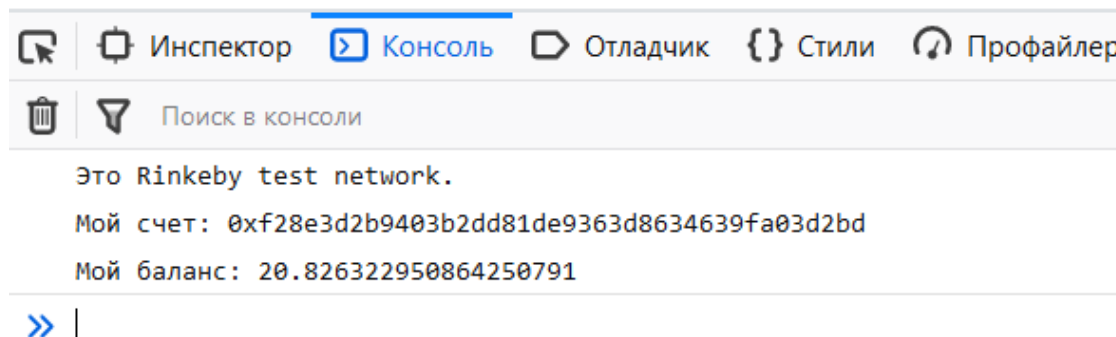 Инспектор Консоль Отладчик {} Стили Профайлер
Поиск в консоли
Это Rinkeby test network.
Мой счет: 0xf28e3d2b9403b2dd81de9363d8634639fa03d2bd
Мой баланс: 20.826322950864250791